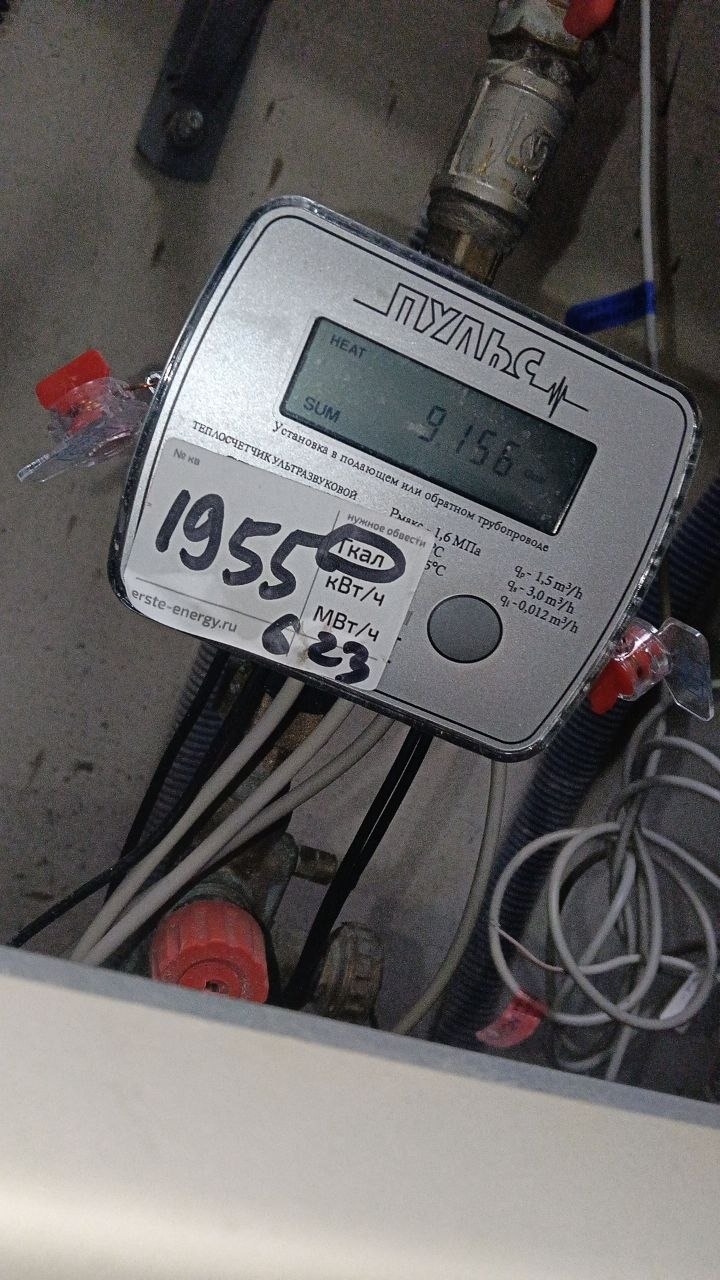 ПУЛЬС
HEAT
SUM 9156
Установка в подающем или обратном трубопроводе
ТЕПЛОСЧЕТЧИК УЛЬТРАЗВУКОВОЙ
1,6 МПа
°C
5°C
qp- 1,5 m³/h
qs- 3,0 m³/h
qi-0,012 m³/h
№ кв
1955
нужное обвести
Гкал
кВт/ч
МВт/ч
erste-energy.ru
23